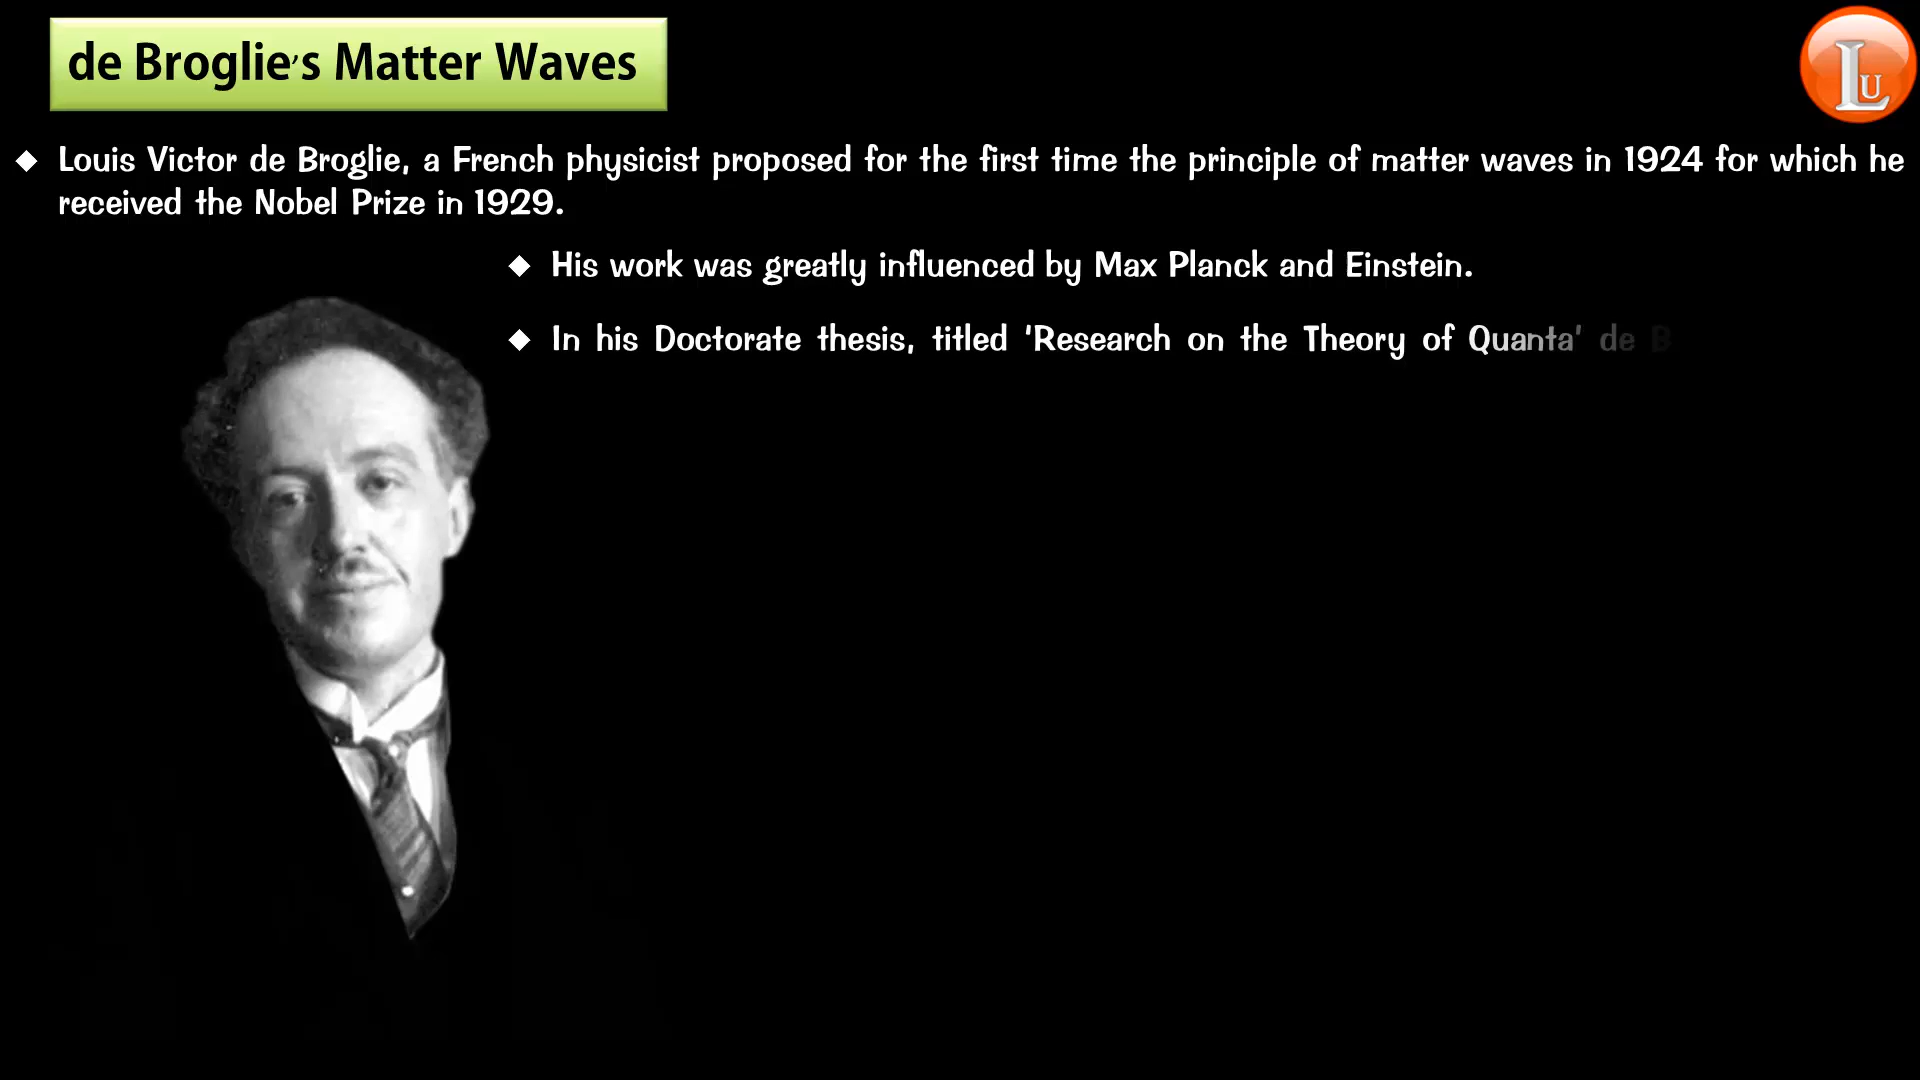 de Broglie's Matter Waves
LU
◆ Louis Victor de Broglie, a French physicist proposed for the first time the principle of matter waves in 1924 for which he
received the Nobel Prize in 1929.
◆ His work was greatly influenced by Max Planck and Einstein.
◆ In his Doctorate thesis, titled 'Research on the Theory of Quanta' de B